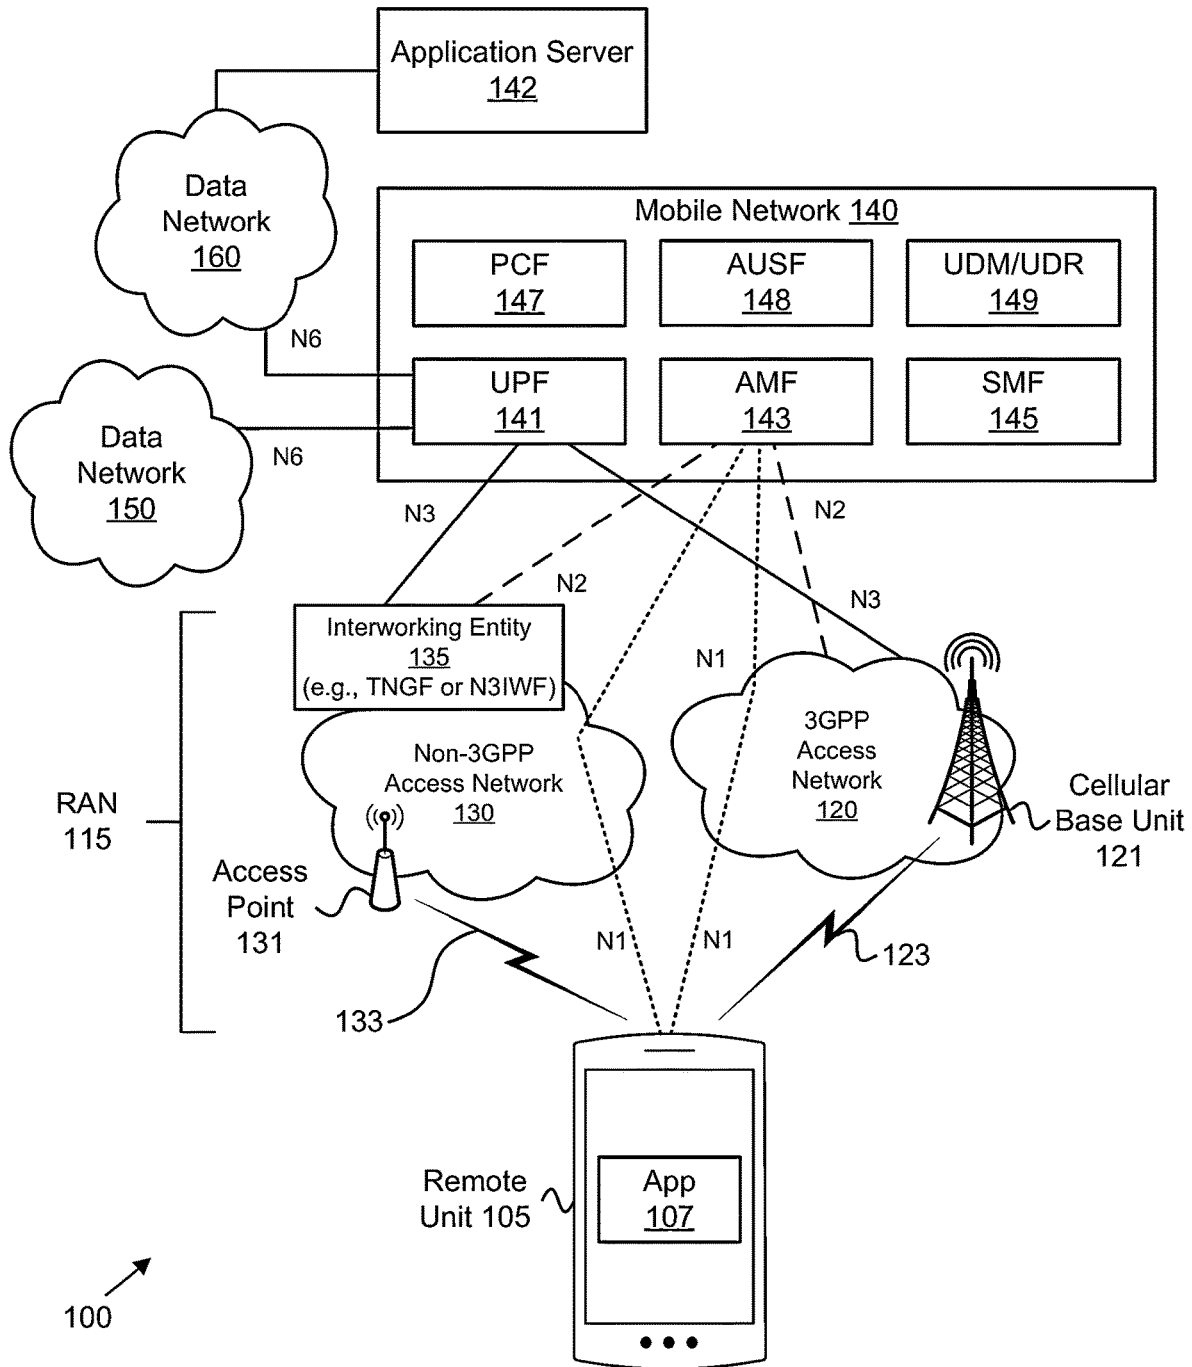 Application Server
142
Data
Network
160
Mobile Network 140
PCF
147
AUSF
148
UDM/UDR
149
N6
UPF
141
AMF
143
SMF
145
Data
Network
150
N6
N3
N2
N2
N3
Interworking Entity
135
(e.g., TNGF or N3IWF)
N1
Non-3GPP
Access Network
130
3GPP
Access
Network
120
RAN
115
Cellular
Base Unit
121
Access
Point
131
N1
N1
123
133
Remote
Unit 105
App
107
100